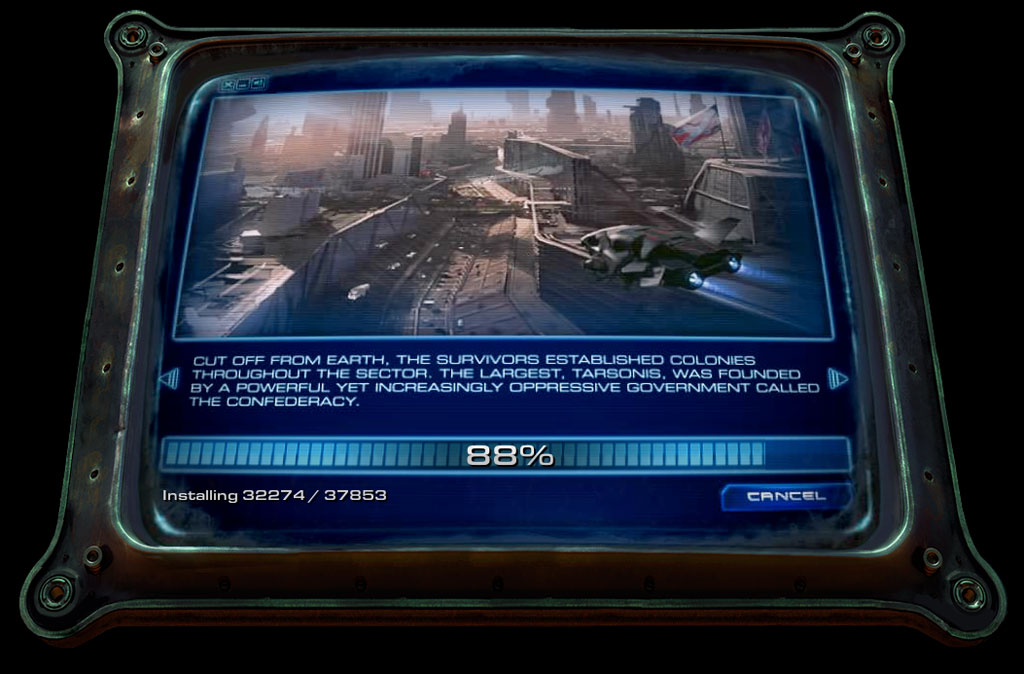 CUT OFF FROM EARTH, THE SURVIVORS ESTABLISHED COLONIES
THROUGHOUT THE SECTOR. THE LARGEST, TARSONIS, WAS FOUNDED
BY A POWERFUL YET INCREASINGLY OPPRESSIVE GOVERNMENT CALLED
THE CONFEDERACY.
88%
Installing 32274 / 37853
CANCEL